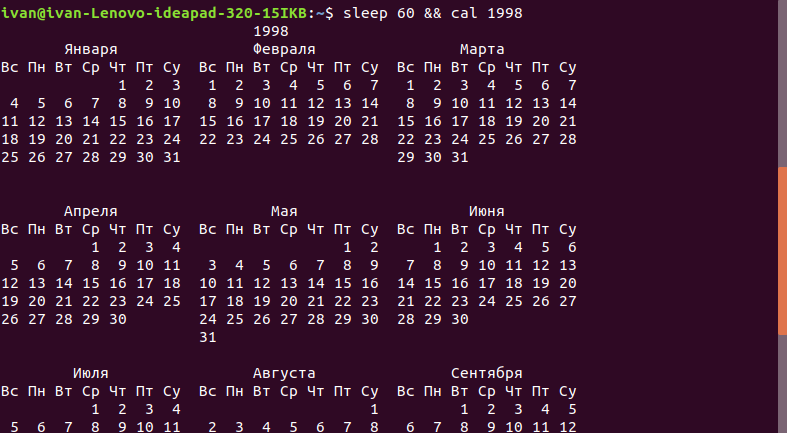 ivan@ivan-Lenovo-ideapad-320-15IKB:~$ sleep 60 && cal 1998
                            1998
       Января               Февраля                Марта
Вс Пн Вт Ср Чт Пт Су  Вс Пн Вт Ср Чт Пт Су  Вс Пн Вт Ср Чт Пт Су
             1  2  3   1  2  3  4  5  6  7   1  2  3  4  5  6  7
 4  5  6  7  8  9 10   8  9 10 11 12 13 14   8  9 10 11 12 13 14
11 12 13 14 15 16 17  15 16 17 18 19 20 21  15 16 17 18 19 20 21
18 19 20 21 22 23 24  22 23 24 25 26 27 28  22 23 24 25 26 27 28
25 26 27 28 29 30 31                        29 30 31
       Апреля                 Мая                  Июня
Вс Пн Вт Ср Чт Пт Су  Вс Пн Вт Ср Чт Пт Су  Вс Пн Вт Ср Чт Пт Су
          1  2  3  4                  1  2      1  2  3  4  5  6
 5  6  7  8  9 10 11   3  4  5  6  7  8  9   7  8  9 10 11 12 13
12 13 14 15 16 17 18  10 11 12 13 14 15 16  14 15 16 17 18 19 20
19 20 21 22 23 24 25  17 18 19 20 21 22 23  21 22 23 24 25 26 27
26 27 28 29 30        24 25 26 27 28 29 30  28 29 30
                      31
        Июля                Августа               Сентября
Вс Пн Вт Ср Чт Пт Су  Вс Пн Вт Ср Чт Пт Су  Вс Пн Вт Ср Чт Пт Су
          1  2  3  4                     1         1  2  3  4  5
 5  6  7  8  9 10 11   2  3  4  5  6  7  8   6  7  8  9 10 11 12